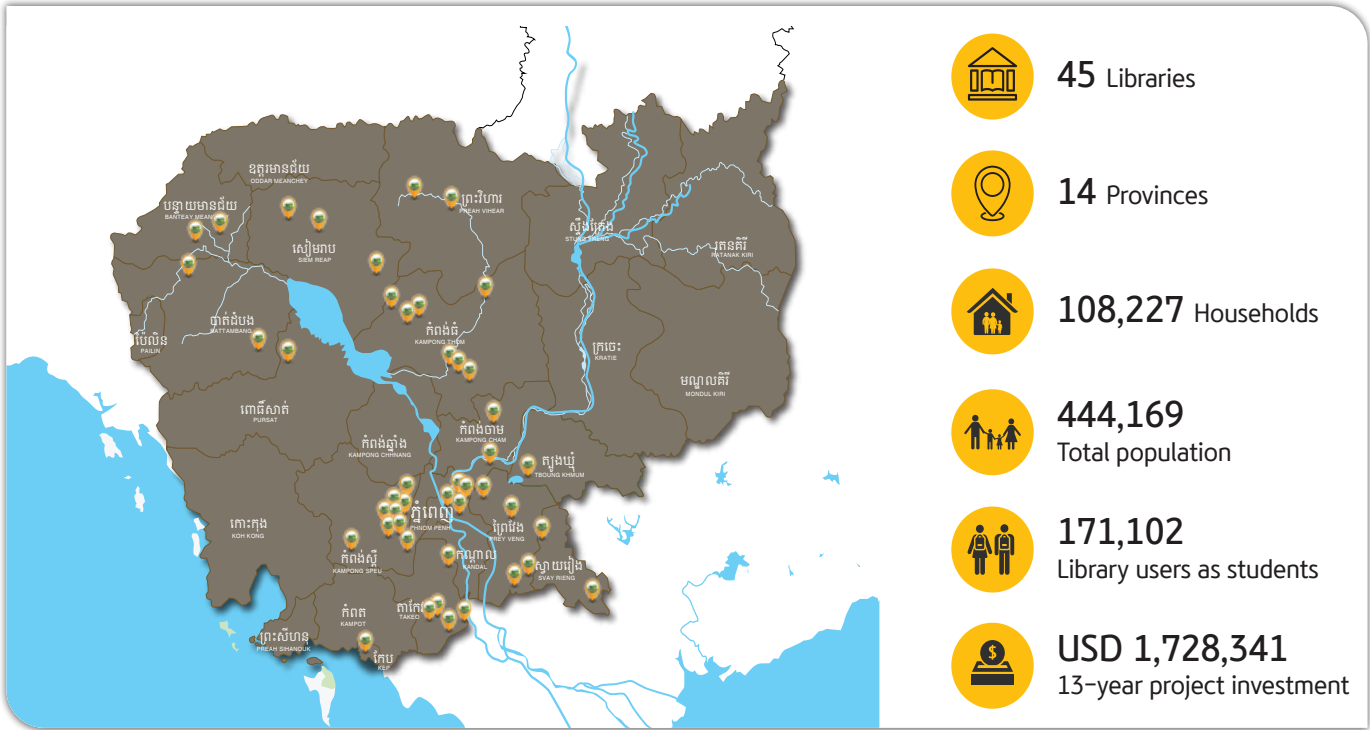 ឧត្តរមានជ័យ
ODDAR MEANCHEY
បន្ទាយមានជ័យ
BANTEAY
ព្រះវិហារ
PREAH VIHEAR
ស្ទឹងត្រែង
STUNG TRENG
រតនគិរី
RATANAK KIRI
សៀមរាប
SIEM REAP
បាត់ដំបង
BATTAMBANG
ប៉ៃលិន
PAILIN
កំពង់ធំ
KAMPONG THOM
ក្រចេះ
KRATIE
មណ្ឌលគិរី
MONDUL KIRI
ពោធិ៍សាត់
PURSAT
កំពង់ឆ្នាំង
KAMPONG CHHNANG
កំពង់ចាម
KAMPONG CHAM
ត្បូងឃ្មុំ
TBOUNG KHMUM
កោះកុង
KOH KONG
កំពង់ស្ពឺ
KAMPONG SPEU
ភ្នំពេញ
PHNOM PENH
ព្រៃវែង
PREY VENG
កណ្តាល
KANDAL
ស្វាយរៀង
SVAY RIENG
កំពត
KAMPOT
តាកែវ
TAKEO
ព្រះសីហនុ
PREAH SIHANOUK
កែប
KEP
45 Libraries
14 Provinces
108,227 Households
444,169
Total population
171,102
Library users as students
USD 1,728,341
13-year project investment